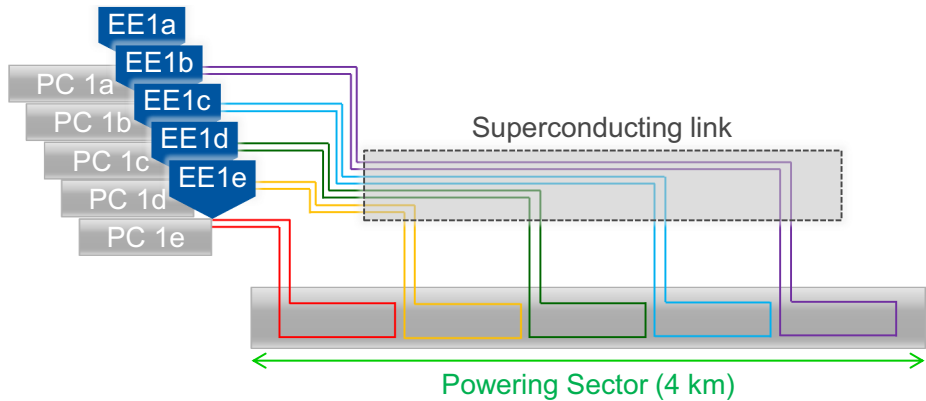 EE1a
EE1b
PC 1a
EE1c
PC 1b
EE1d
Superconducting link
PC 1c
EE1e
PC 1d
PC 1e
Powering Sector (4 km)